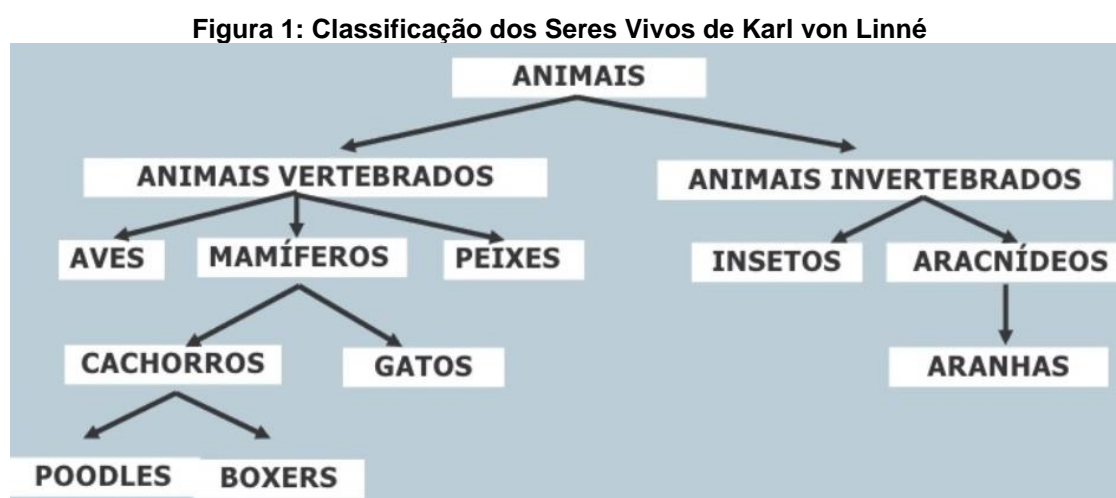 Figura 1: Classificação dos Seres Vivos de Karl von Linné
ANIMAIS
ANIMAIS VERTEBRADOS
ANIMAIS INVERTEBRADOS
AVES
MAMÍFEROS
PEIXES
INSETOS
ARACNÍDEOS
CACHORROS
GATOS
ARANHAS
POODLES
BOXERS